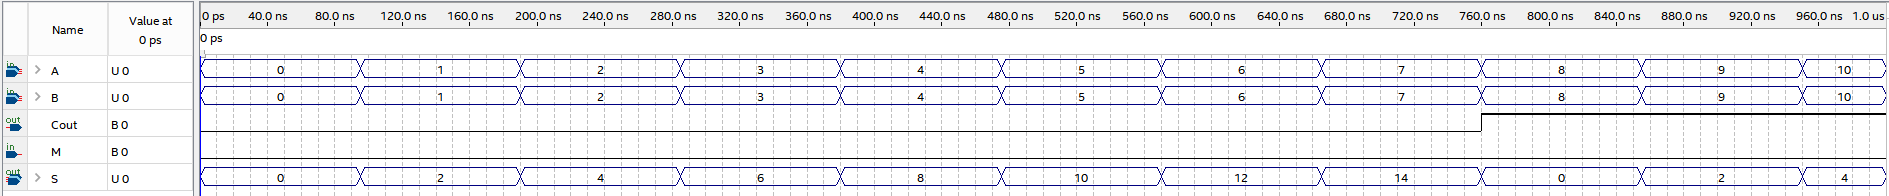 Name Value at 0 ps
0 ps 40.0 ns 80.0 ns 120.0 ns 160.0 ns 200.0 ns 240.0 ns 280.0 ns 320.0 ns 360.0 ns 400.0 ns 440.0 ns 480.0 ns 520.0 ns 560.0 ns 600.0 ns 640.0 ns 680.0 ns 720.0 ns 760.0 ns 800.0 ns 840.0 ns 880.0 ns 920.0 ns 960.0 ns 1.0 us
0 ps
in A U 0 0 1 2 3 4 5 6 7 8 9 10
in B U 0 0 1 2 3 4 5 6 7 8 9 10
out Cout B 0
in M B 0
out S U 0 0 2 4 6 8 10 12 14 0 2 4